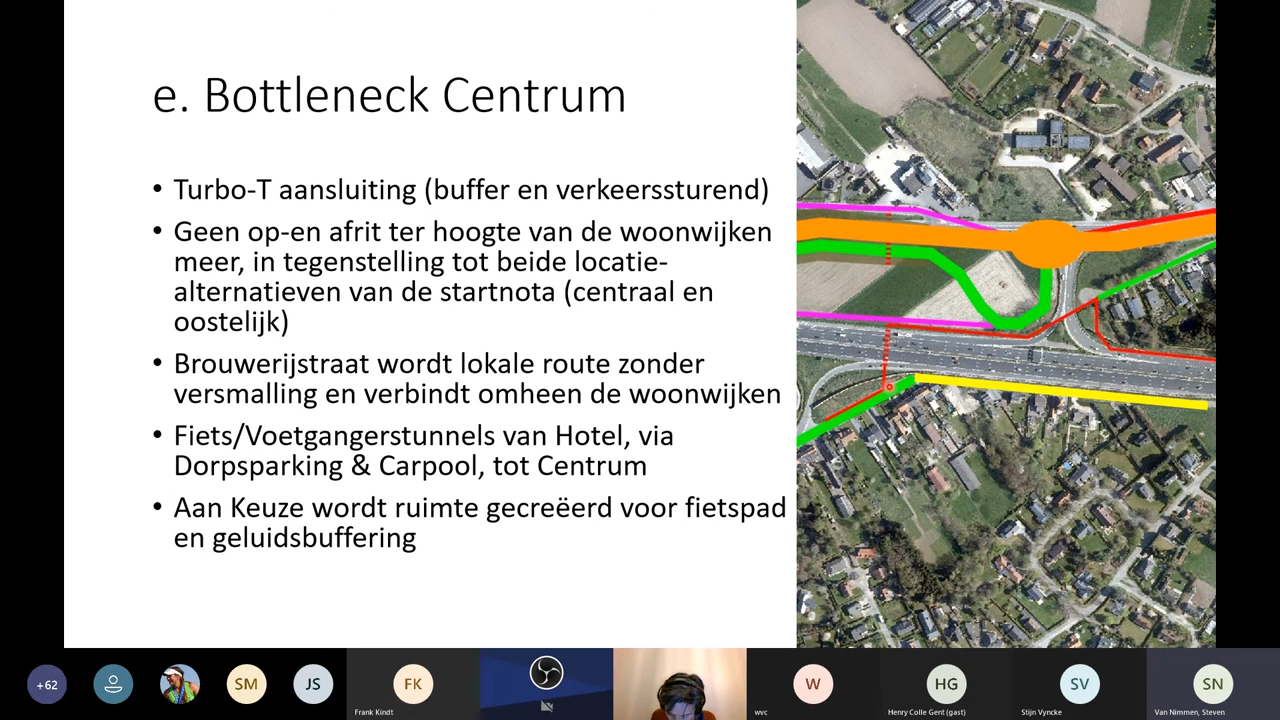 e. Bottleneck Centrum
• Turbo-T aansluiting (buffer en verkeerssturend)
• Geen op-en afrit ter hoogte van de woonwijken
meer, in tegenstelling tot beide locatie-
alternatieven van de startnota (centraal en
oostelijk)
• Brouwerijstraat wordt lokale route zonder
versmalling en verbindt omheen de woonwijken
• Fiets/Voetgangerstunnels van Hotel, via
Dorpsparking & Carpool, tot Centrum
• Aan Keuze wordt ruimte gecreëerd voor fietspad
en geluidsbuffering
+62
SM
JS
FK
Frank Kindt
W
wvc
HG
Henry Colle Gent (gast)
SV
Stijn Vyncke
SN
Van Nimmen, Steven